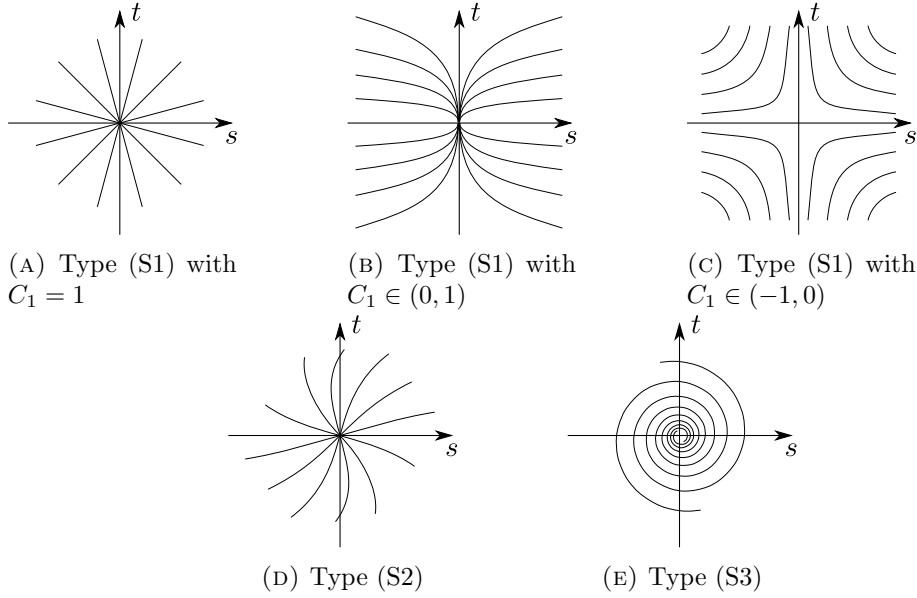 t
s
t
s
t
s
(A) Type (S1) with
C₁ = 1
(B) Type (S1) with
C₁ ∈ (0, 1)
(C) Type (S1) with
C₁ ∈ (−1, 0)
t
s
t
s
(D) Type (S2)
(E) Type (S3)